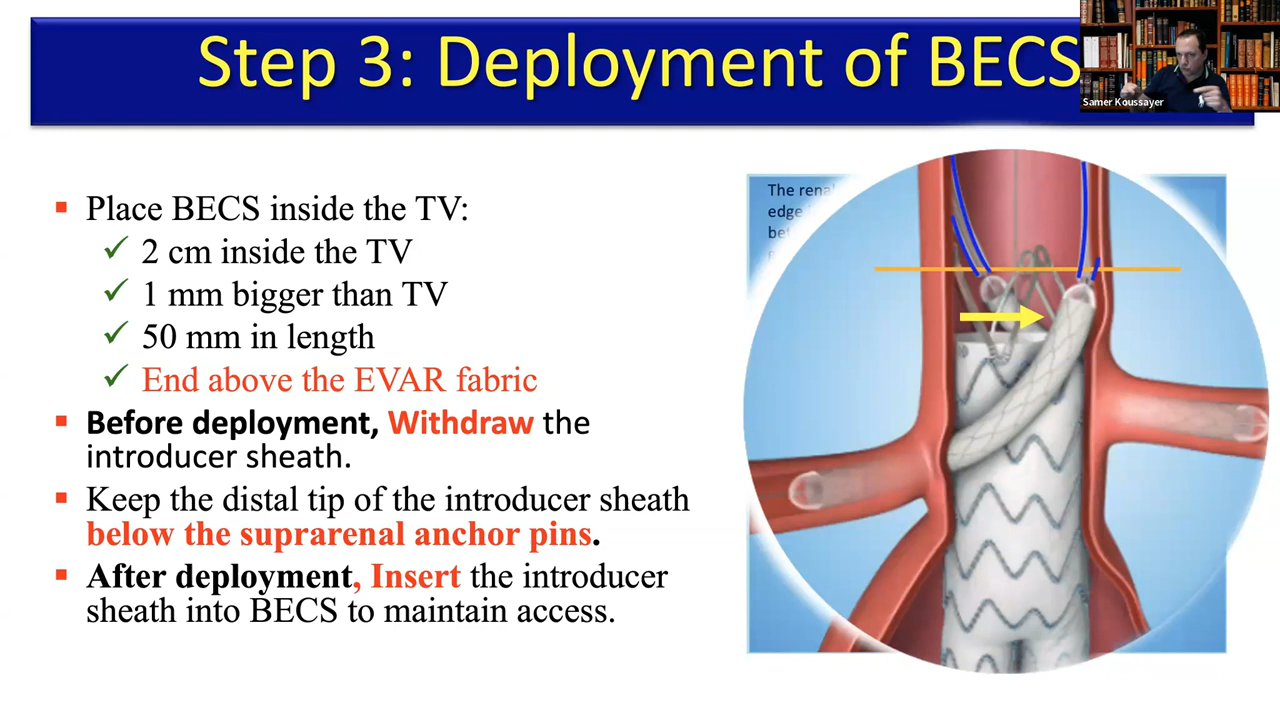 Step 3: Deployment of BECS
Samer Koussayer
▪ Place BECS inside the TV:
✓ 2 cm inside the TV
✓ 1 mm bigger than TV
✓ 50 mm in length
✓ End above the EVAR fabric
▪ Before deployment, Withdraw the
introducer sheath.
▪ Keep the distal tip of the introducer sheath
below the suprarenal anchor pins.
▪ After deployment, Insert the introducer
sheath into BECS to maintain access.
The
edge